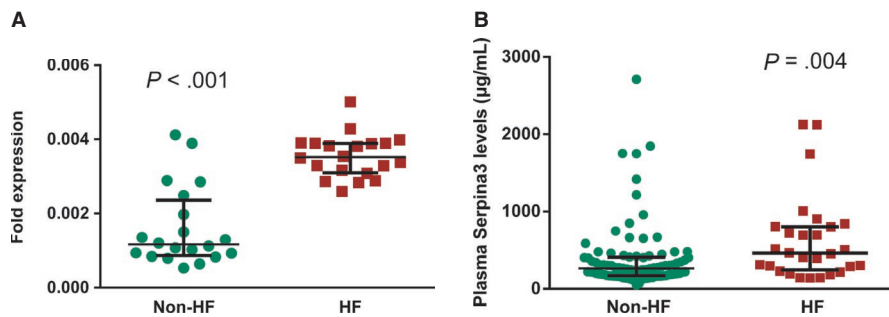 A
Fold expression
0.006
0.004
0.002
0.000
P < .001
Non-HF
HF
B
Plasma Serpina3 levels (µg/mL)
3000
2000
1000
0
P = .004
Non-HF
HF